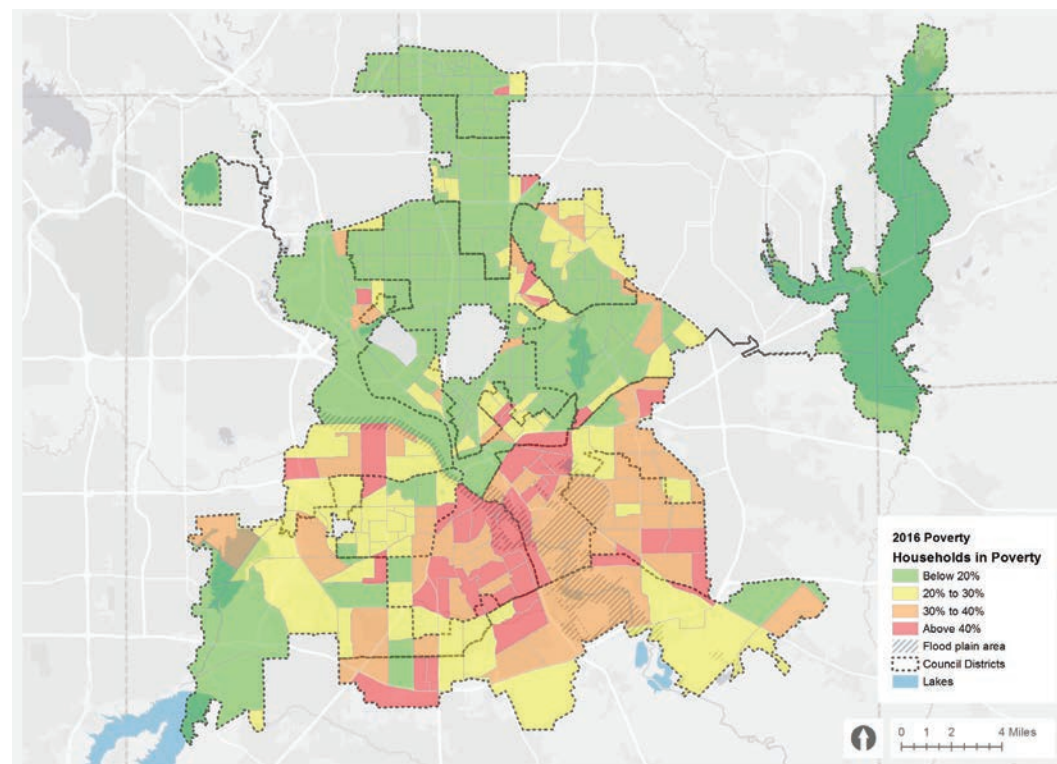 2016 Poverty
Households in Poverty
Below 20%
20% to 30%
30% to 40%
Above 40%
Flood plain area
Council Districts
Lakes
0 1 2 4 Miles